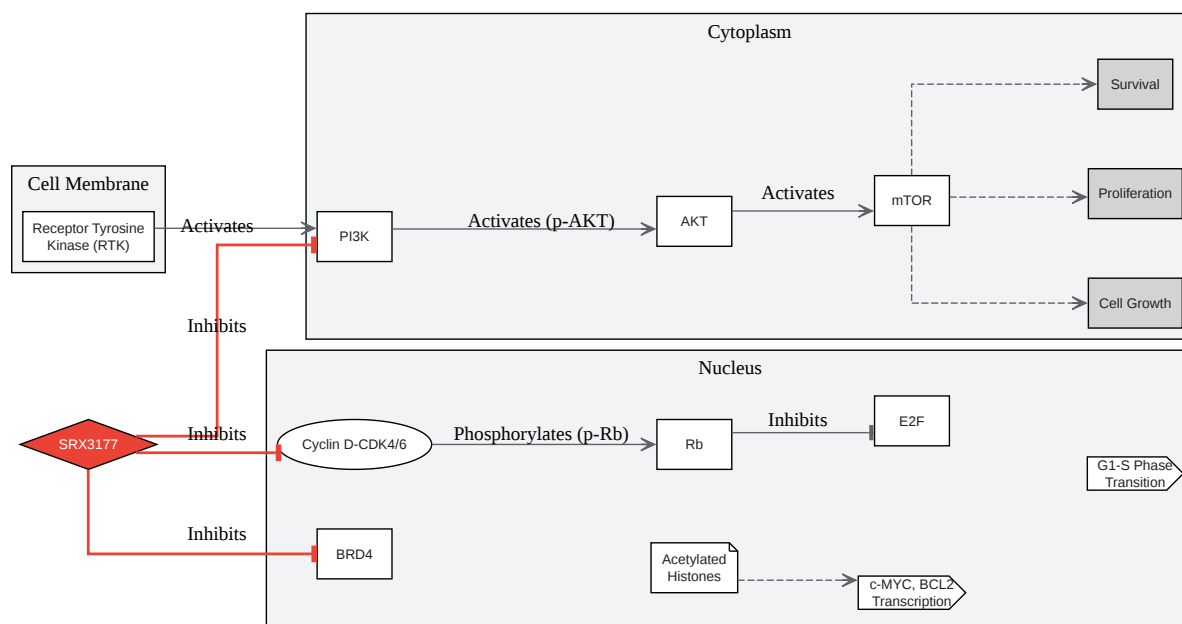 Cytoplasm
Survival
Cell Membrane
Receptor Tyrosine
Kinase (RTK)
Activates
PI3K
Activates (p-AKT)
AKT
Activates
mTOR
Proliferation
Cell Growth
Inhibits
Nucleus
SRX3177
Inhibits
Cyclin D-CDK4/6
Phosphorylates (p-Rb)
Rb
Inhibits
E2F
G1-S Phase
Transition
Inhibits
BRD4
Acetylated
Histones
c-MYC, BCL2
Transcription